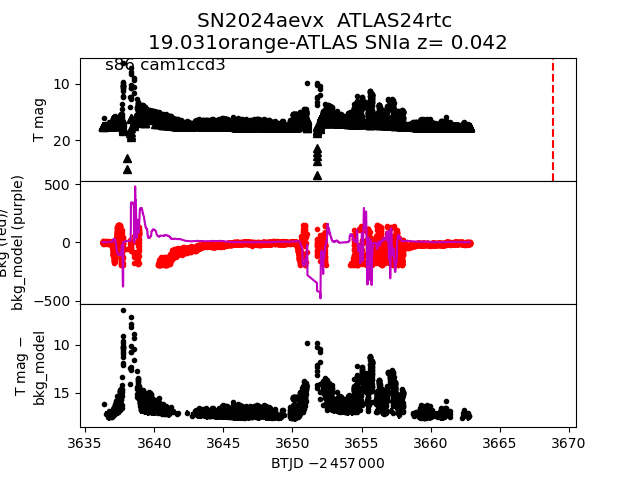 SN2024aevx ATLAS24rtc
19.031orange-ATLAS SNIa z= 0.042
s86 cam1ccd3
T mag
10
20
bkg (red)/
bkg_model (purple)
500
0
−500
T mag −
bkg_model
10
15
3635 3640 3645 3650 3655 3660 3665 3670
BTJD −2 457 000